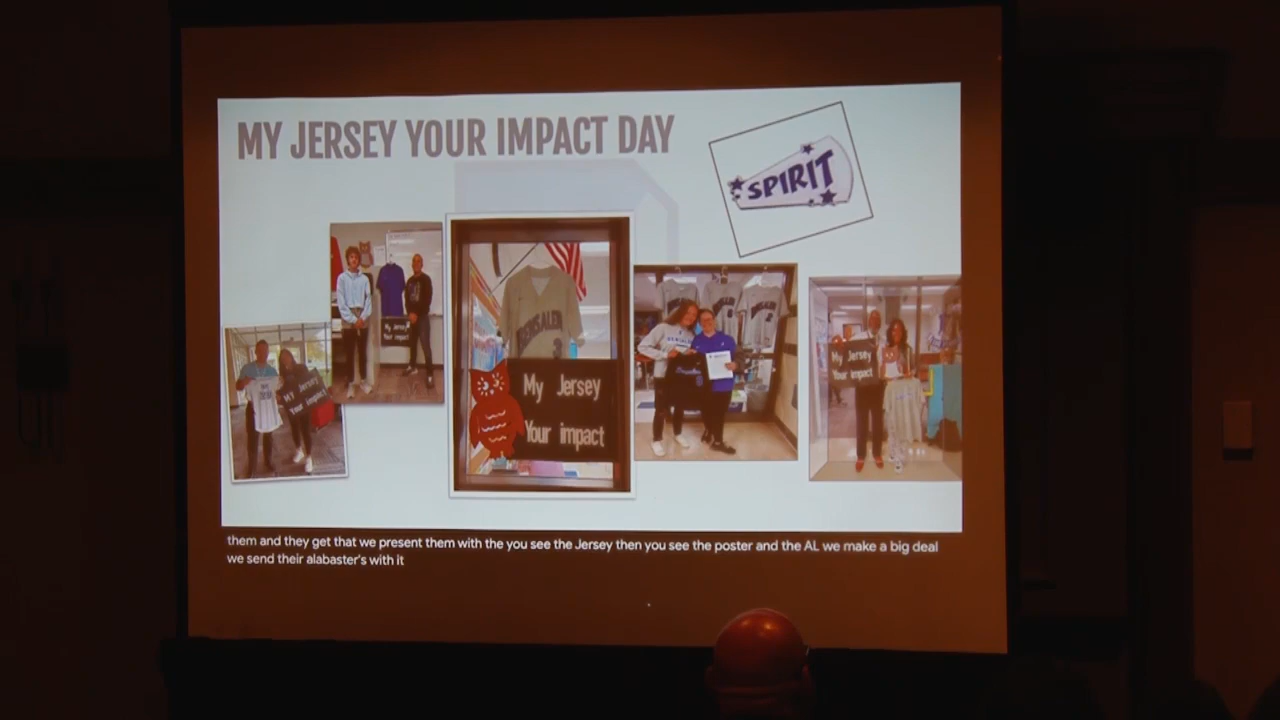 MY JERSEY YOUR IMPACT DAY
SPIRIT
My Jersey
Your impact
BENSALEM
My Jersey
Your impact
My Jersey
Your impact
My Jersey
Your impact
them and they get that we present them with the you see the Jersey then you see the poster and the AL we make a big deal
we send their alabaster's with it